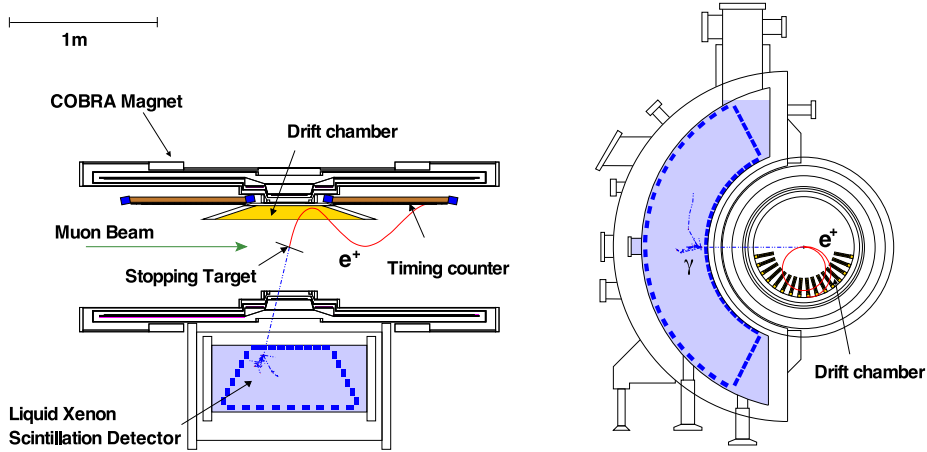 1m
COBRA Magnet
Drift chamber
Muon Beam
Stopping Target
e+
Timing counter
Liquid Xenon
Scintillation Detector
γ
e+
Drift chamber